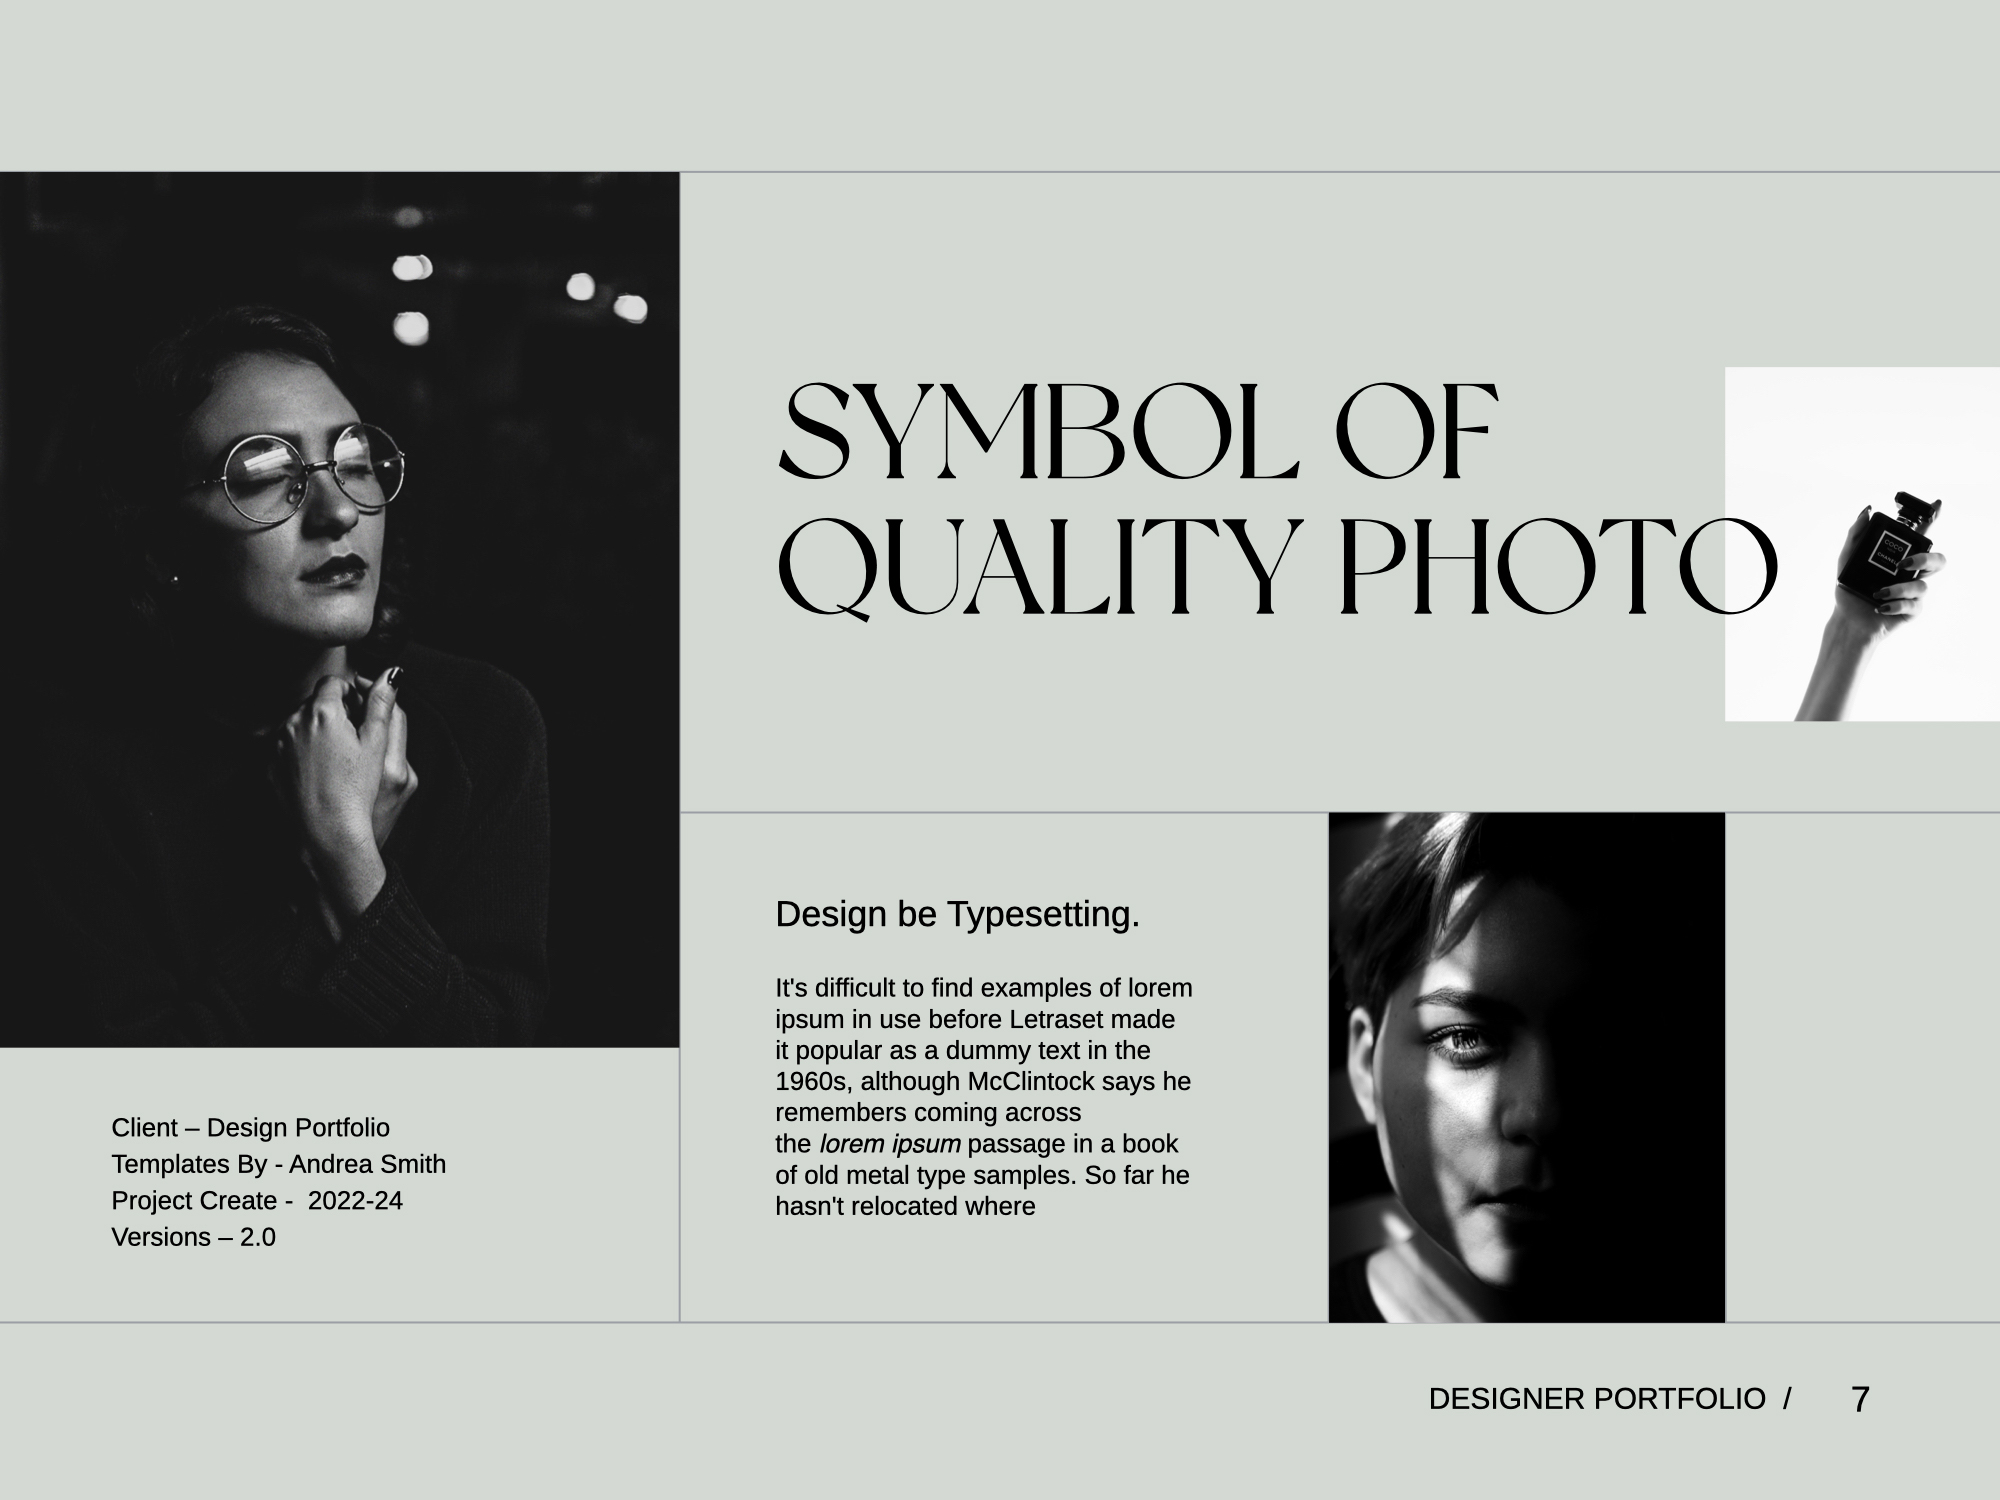 SYMBOL OF
QUALITY PHOTO
COCO
CHANEL
Design be Typesetting.
It's difficult to find examples of lorem
ipsum in use before Letraset made
it popular as a dummy text in the
1960s, although McClintock says he
remembers coming across
the lorem ipsum passage in a book
of old metal type samples. So far he
hasn't relocated where
Client – Design Portfolio
Templates By - Andrea Smith
Project Create -  2022-24
Versions – 2.0
DESIGNER PORTFOLIO  /  7